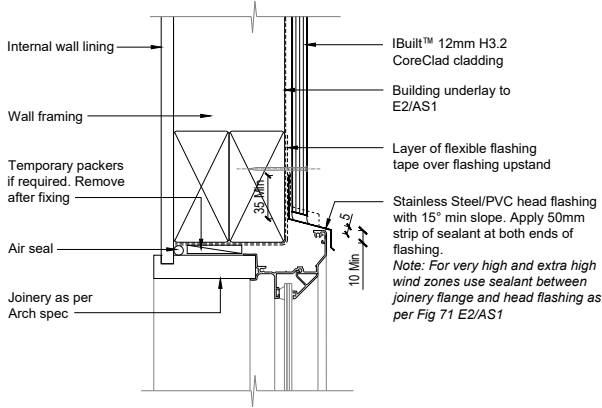 Internal wall lining
Wall framing
Temporary packers
if required. Remove
after fixing
Air seal
Joinery as per
Arch spec
35 Min
5
10 Min
IBuilt™ 12mm H3.2
CoreClad cladding
Building underlay to
E2/AS1
Layer of flexible flashing
tape over flashing upstand
Stainless Steel/PVC head flashing
with 15° min slope. Apply 50mm
strip of sealant at both ends of
flashing.
Note: For very high and extra high
wind zones use sealant between
joinery flange and head flashing as
per Fig 71 E2/AS1